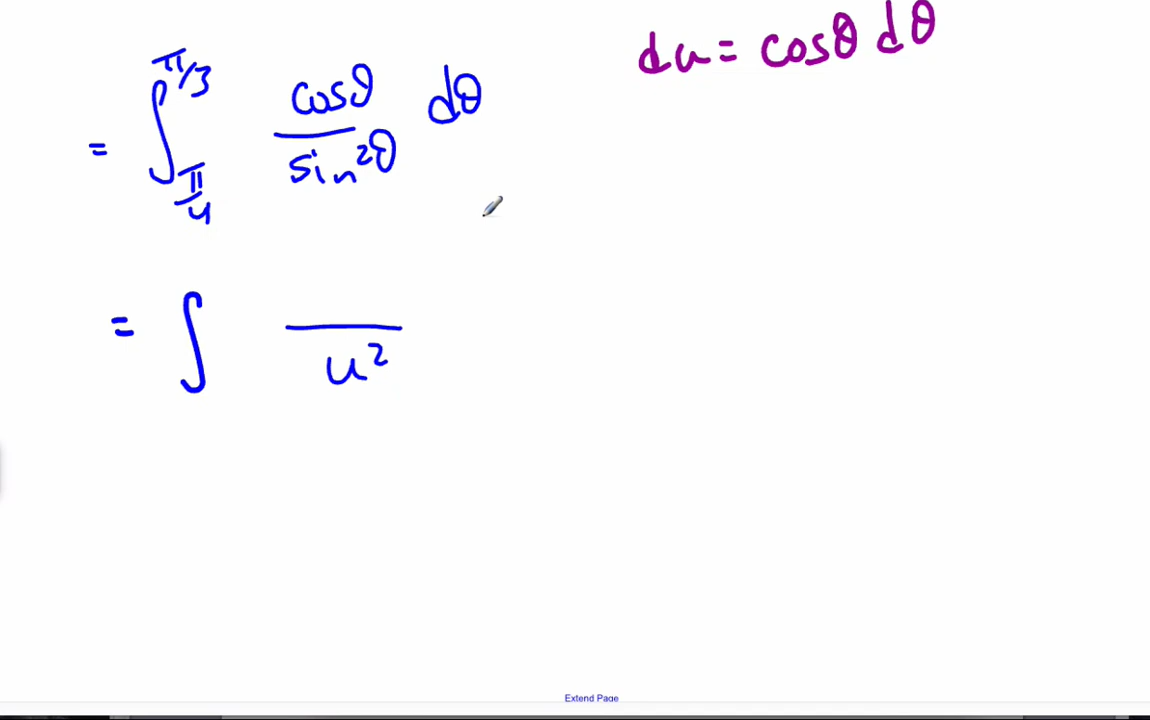 du = cosθ dθ
= ∫_{π/4}^{π/3} cosθ / sin²θ dθ
= ∫ / u²
Extend Page